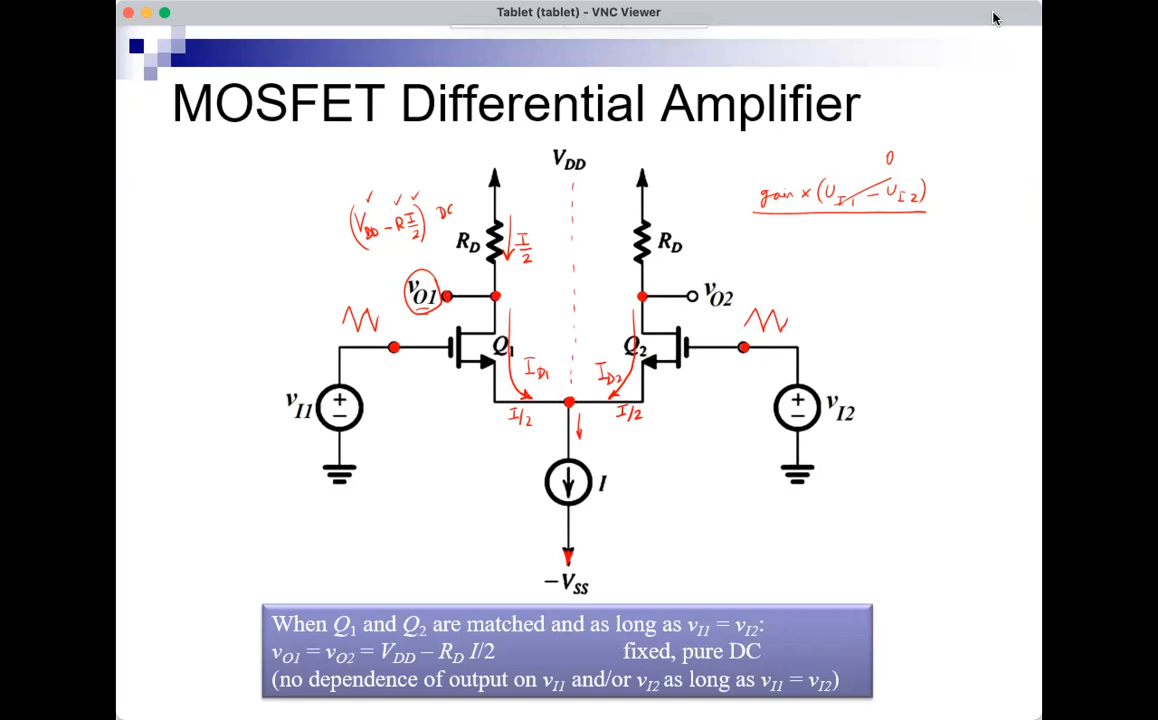 Tablet (tablet) - VNC Viewer
MOSFET Differential Amplifier
V_DD
0
gain × (υ_I1 − υ_I2)
(V_DD − R I/2) DC
R_D
I/2
R_D
v_O1
v_O2
Q_1
Q_2
I_D1
I_D2
v_I1
I/2
I/2
v_I2
I
−V_SS
When Q_1 and Q_2 are matched and as long as v_I1 = v_I2:
v_O1 = v_O2 = V_DD – R_D I/2 fixed, pure DC
(no dependence of output on v_I1 and/or v_I2 as long as v_I1 = v_I2)